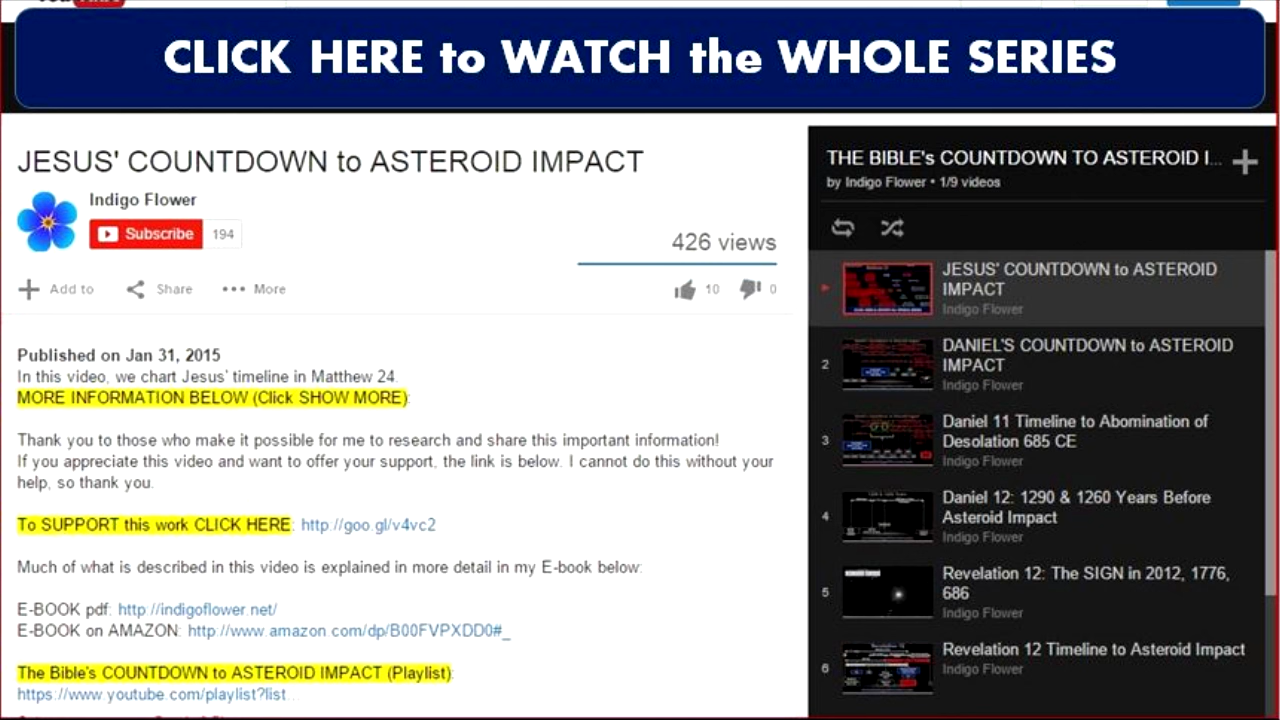 CLICK HERE to WATCH the WHOLE SERIES
JESUS' COUNTDOWN to ASTEROID IMPACT
Indigo Flower
Subscribe 194
426 views
Add to Share More
10 0
Published on Jan 31, 2015
In this video, we chart Jesus' timeline in Matthew 24.
MORE INFORMATION BELOW (Click SHOW MORE):
Thank you to those who make it possible for me to research and share this important information!
If you appreciate this video and want to offer your support, the link is below. I cannot do this without your
help, so thank you.
To SUPPORT this work CLICK HERE: http://goo.gl/v4vc2
Much of what is described in this video is explained in more detail in my E-book below:
E-BOOK pdf: http://indigoflower.net/
E-BOOK on AMAZON: http://www.amazon.com/dp/B00FVPXDD0#_
The Bible's COUNTDOWN to ASTEROID IMPACT (Playlist):
https://www.youtube.com/playlist?list...
THE BIBLE's COUNTDOWN TO ASTEROID I...
by Indigo Flower • 1/9 videos
JESUS' COUNTDOWN to ASTEROID
IMPACT
Indigo Flower
2
DANIEL'S COUNTDOWN to ASTEROID
IMPACT
Indigo Flower
3
Daniel 11 Timeline to Abomination of
Desolation 685 CE
Indigo Flower
4
Daniel 12: 1290 & 1260 Years Before
Asteroid Impact
Indigo Flower
5
Revelation 12: The SIGN in 2012, 1776,
686
Indigo Flower
6
Revelation 12 Timeline to Asteroid Impact
Indigo Flower